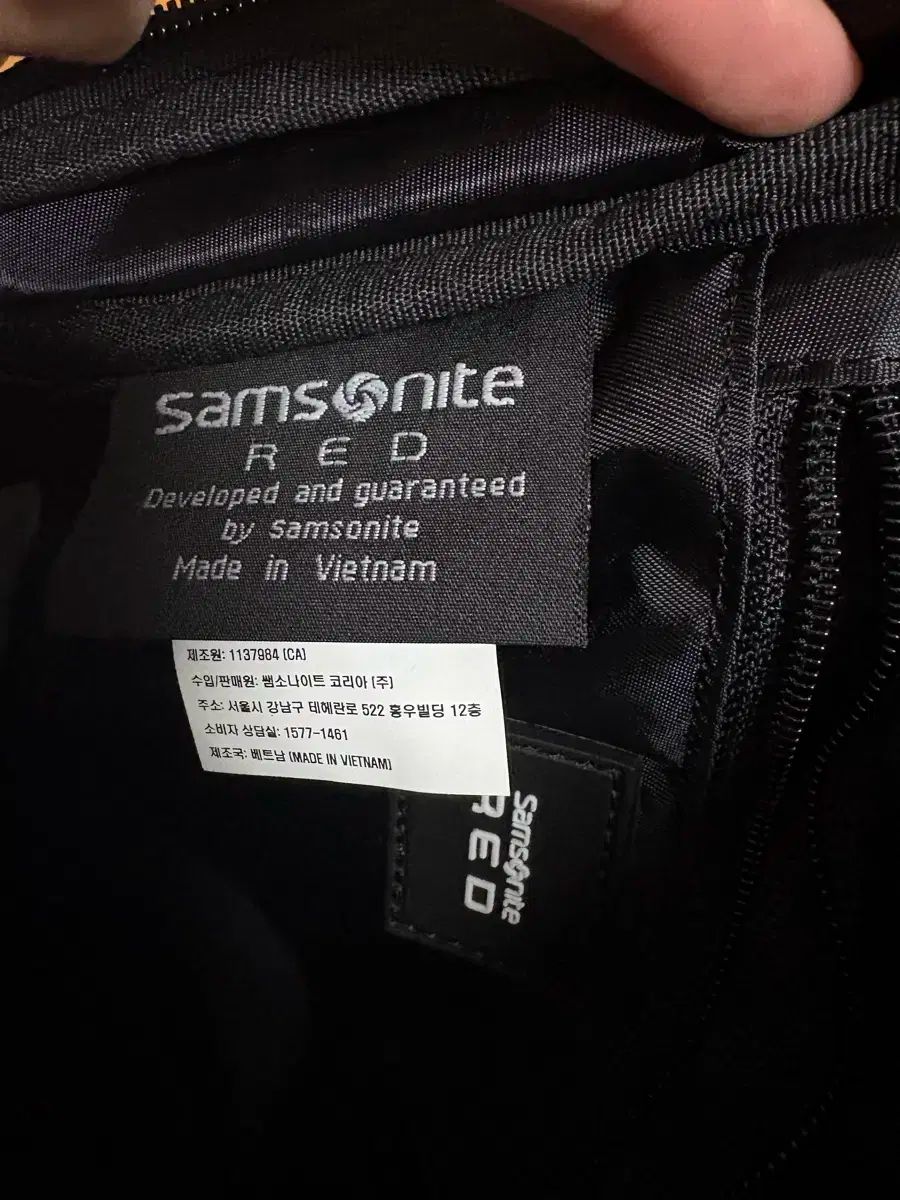 Samsonite
RED
Developed and guaranteed
by Samsonite
Made in Vietnam
제조원: 1137984 (CA)
수입/판매원: 쌤소나이트 코리아 (주)
주소: 서울시 강남구 테헤란로 522 홍우빌딩 12층
소비자 상담실: 1577-1461
제조국: 베트남 (MADE IN VIETNAM)
Samsonite
RED